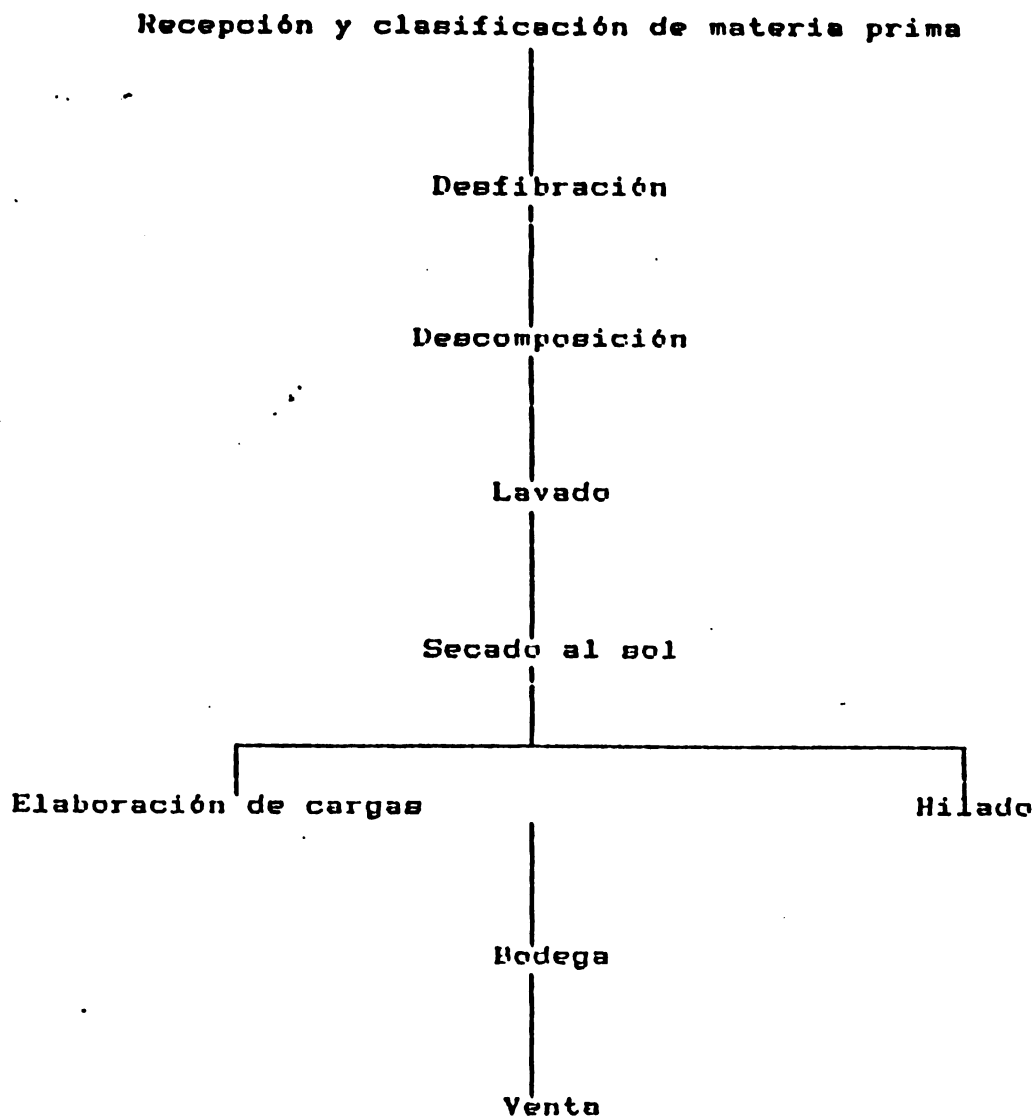 Recepción y clasificación de materia prima
Desfibración
Descomposición
Lavado
Secado al sol
Elaboración de cargas
Hilado
Bodega
Venta